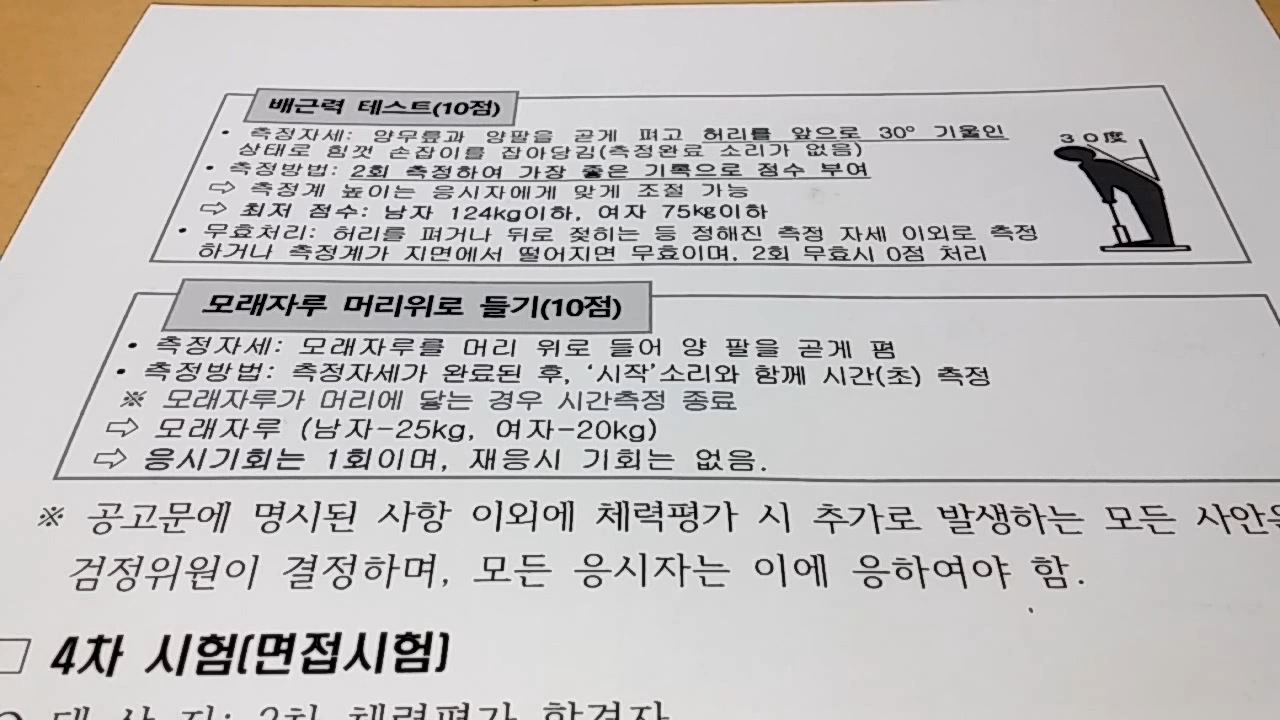 배근력 테스트(10점)
• 측정자세: 양무릎과 양팔을 곧게 펴고 허리를 앞으로 30° 기울인
상태로 힘껏 손잡이를 잡아당김(측정완료 소리가 없음)
30度
• 측정방법: 2회 측정하여 가장 좋은 기록으로 점수 부여
⇨ 측정계 높이는 응시자에게 맞게 조절 가능
⇨ 최저 점수: 남자 124kg이하, 여자 75kg이하
• 무효처리: 허리를 펴거나 뒤로 젖히는 등 정해진 측정 자세 이외로 측정
하거나 측정계가 지면에서 떨어지면 무효이며, 2회 무효시 0점 처리
모래자루 머리위로 들기(10점)
• 측정자세: 모래자루를 머리 위로 들어 양 팔을 곧게 폄
• 측정방법: 측정자세가 완료된 후, ‘시작’소리와 함께 시간(초) 측정
※ 모래자루가 머리에 닿는 경우 시간측정 종료
⇨ 모래자루 (남자-25kg, 여자-20kg)
⇨ 응시기회는 1회이며, 재응시 기회는 없음.
※ 공고문에 명시된 사항 이외에 체력평가 시 추가로 발생하는 모든 사안은
검정위원이 결정하며, 모든 응시자는 이에 응하여야 함.
□ 4차 시험(면접시험)
대 상 자: 3차 체력평가 합격자